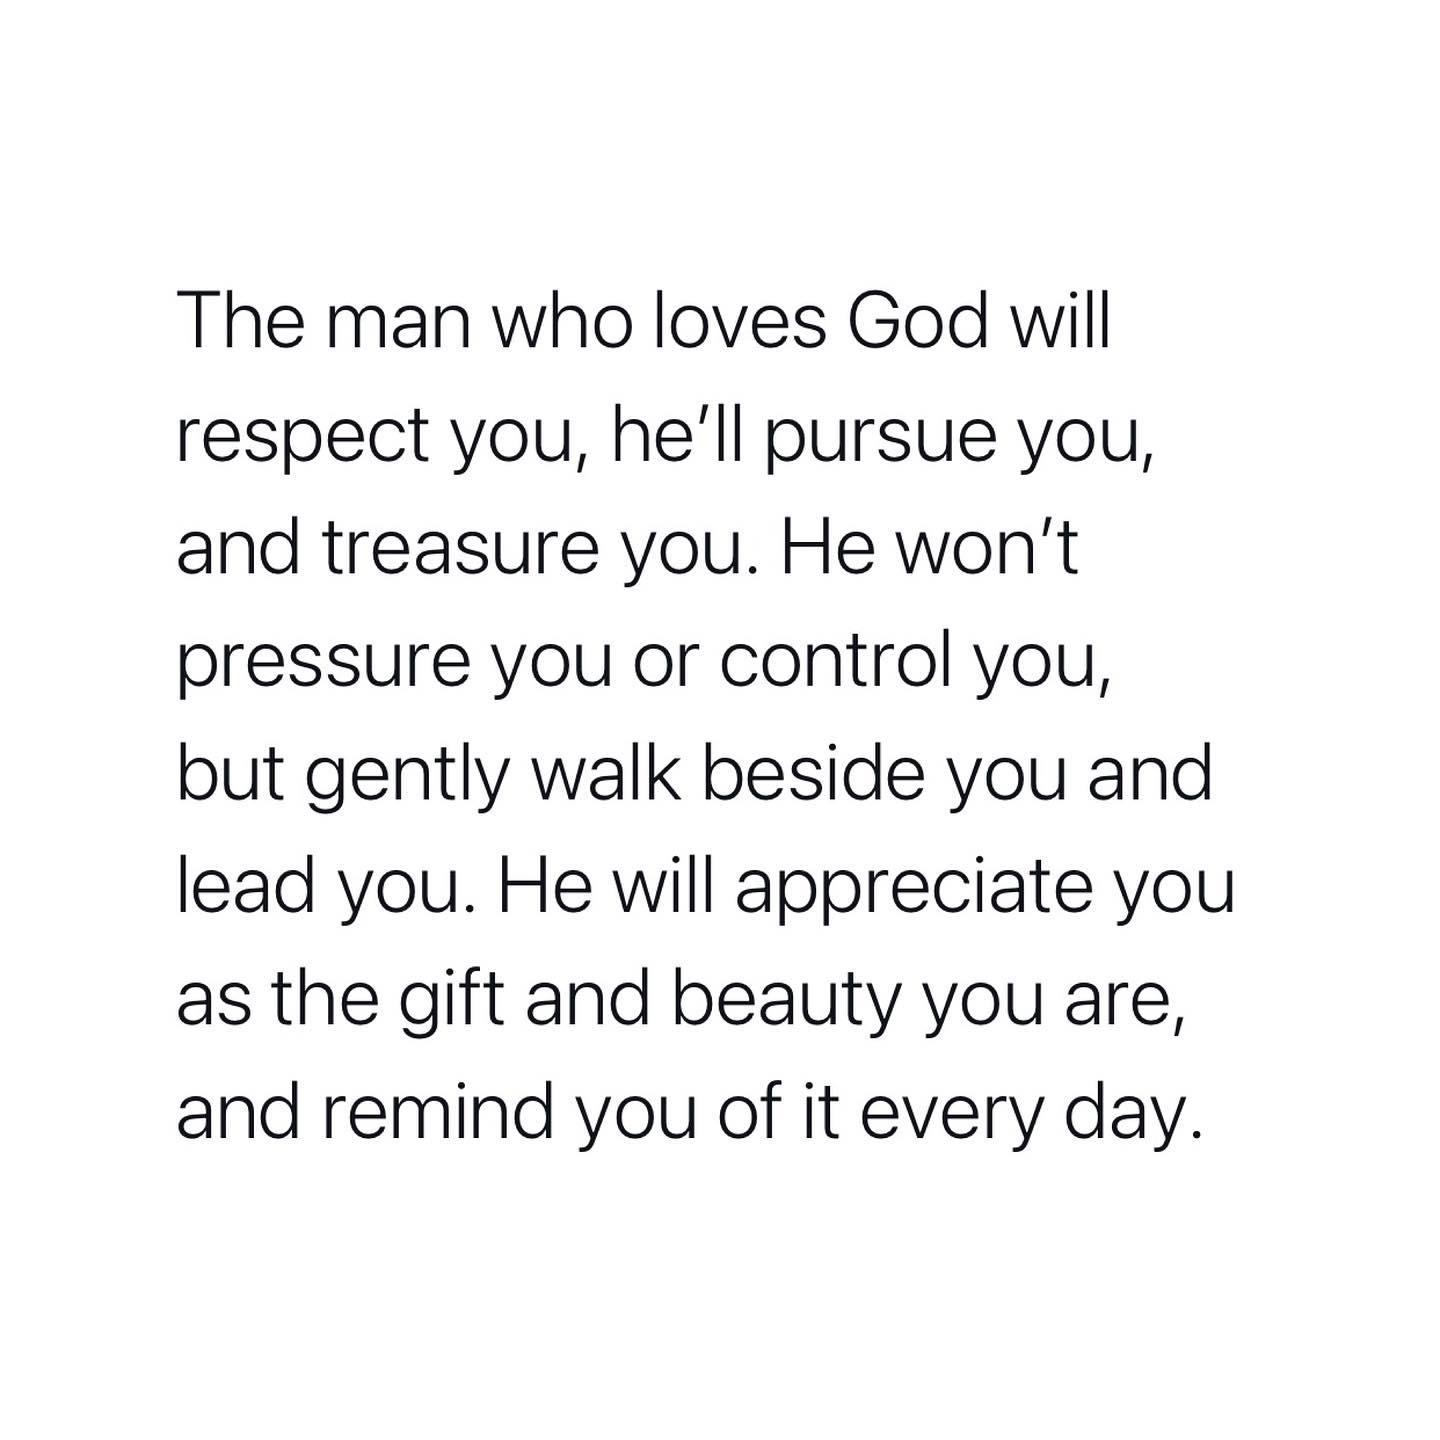 The man who loves God will
respect you, he’ll pursue you,
and treasure you. He won’t
pressure you or control you,
but gently walk beside you and
lead you. He will appreciate you
as the gift and beauty you are,
and remind you of it every day.